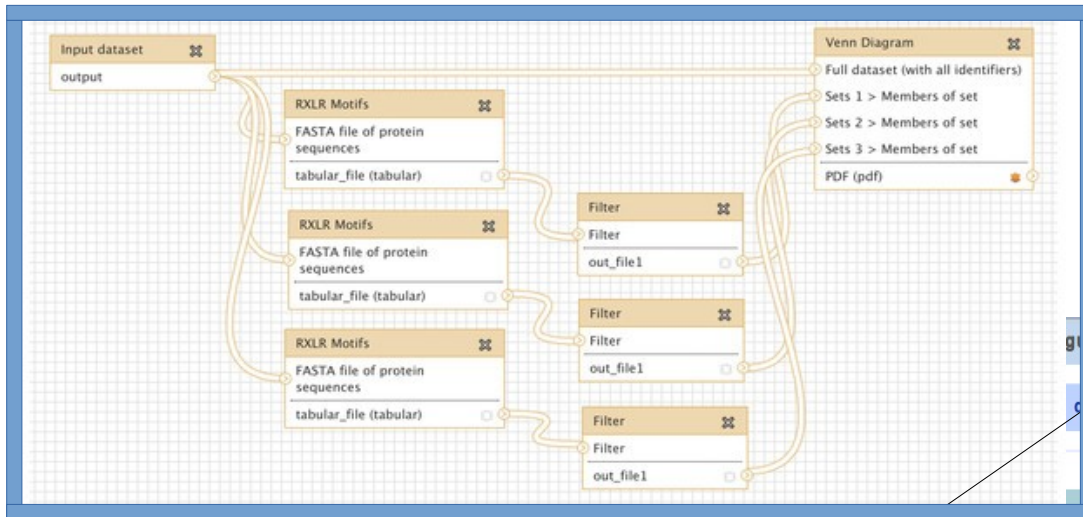 Input dataset
output
RXLR Motifs
FASTA file of protein
sequences
tabular_file (tabular)
RXLR Motifs
FASTA file of protein
sequences
tabular_file (tabular)
RXLR Motifs
FASTA file of protein
sequences
tabular_file (tabular)
Filter
Filter
out_file1
Filter
Filter
out_file1
Filter
Filter
out_file1
Venn Diagram
Full dataset (with all identifiers)
Sets 1 > Members of set
Sets 2 > Members of set
Sets 3 > Members of set
PDF (pdf)